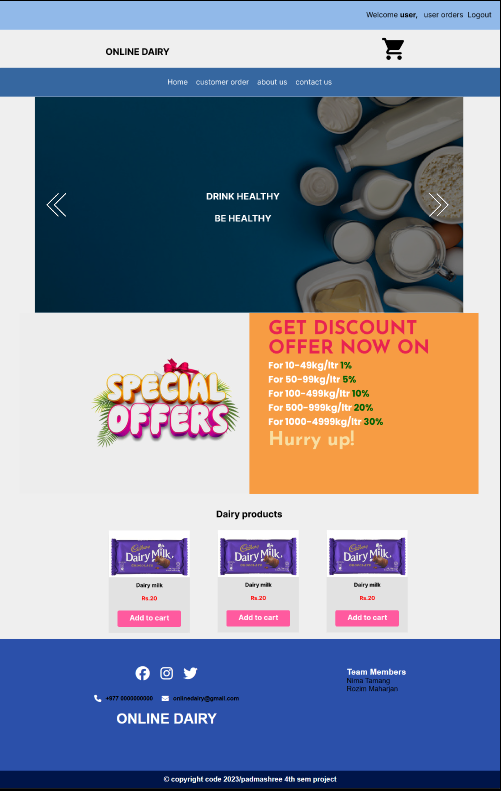 Welcome user, user orders Logout
ONLINE DAIRY
Home customer order about us contact us
DRINK HEALTHY
BE HEALTHY
SPECIAL
OFFERS
GET DISCOUNT
OFFER NOW ON
For 10-49kg/ltr 1%
For 50-99kg/ltr 5%
For 100-499kg/ltr 10%
For 500-999kg/ltr 20%
For 1000-4999kg/ltr 30%
Hurry up!
Dairy products
Cadbury Dairy Milk CHOCOLATE
Cadbury Dairy Milk CHOCOLATE
Cadbury Dairy Milk CHOCOLATE
Dairy milk Dairy milk Dairy milk
Rs.20 Rs.20 Rs.20
Add to cart Add to cart Add to cart
Team Members
Nima Tamang
Rozim Maharjan
+977 0000000000 onlinedairy@gmail.com
ONLINE DAIRY
© copyright code 2023/padmashree 4th sem project